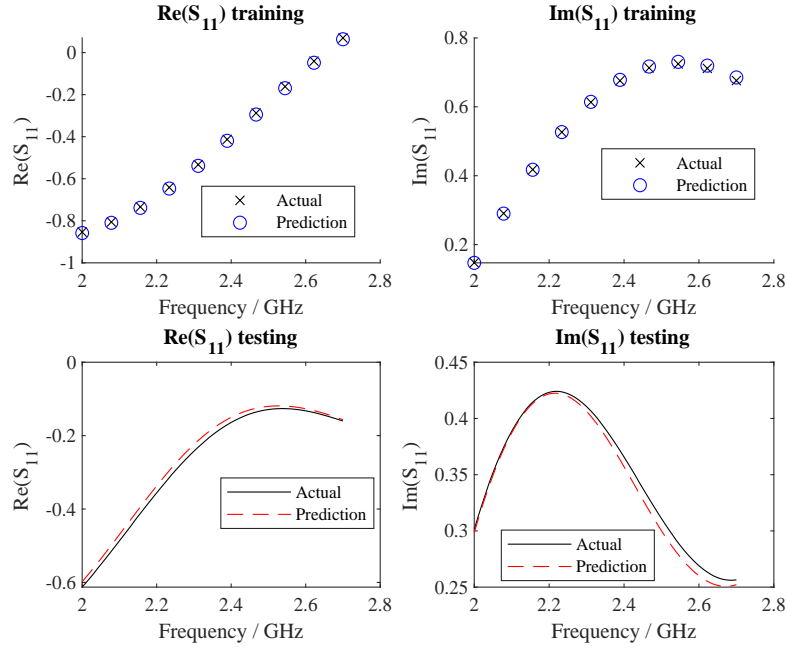 Re(S11) training
Re(S11)
0
-0.2
-0.4
-0.6
-0.8
-1
2
2.2
2.4
2.6
2.8
Frequency / GHz
Actual
Prediction
Im(S11) training
Im(S11)
0.8
0.6
0.4
0.2
2
2.2
2.4
2.6
2.8
Frequency / GHz
Actual
Prediction
Re(S11) testing
Re(S11)
0
-0.2
-0.4
-0.6
2
2.2
2.4
2.6
2.8
Frequency / GHz
Actual
Prediction
Im(S11) testing
Im(S11)
0.45
0.4
0.35
0.3
0.25
2
2.2
2.4
2.6
2.8
Frequency / GHz
Actual
Prediction